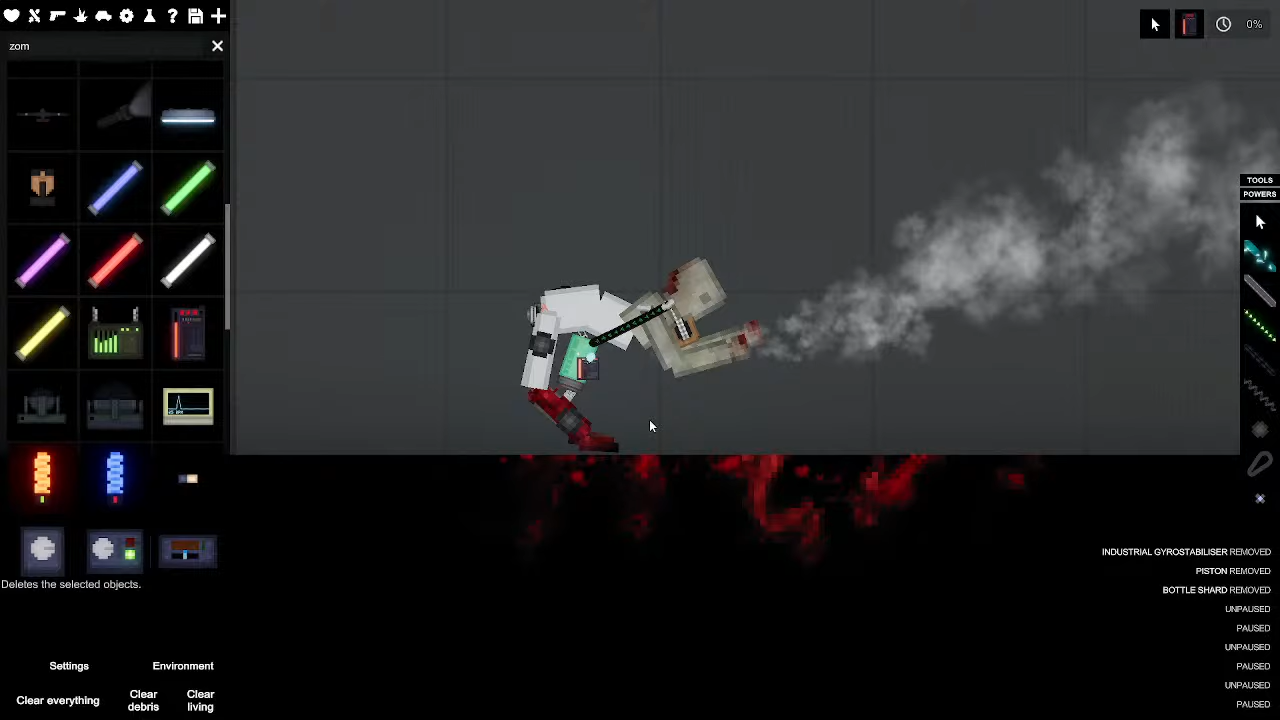 zom
0%
TOOLS
POWERS
Deletes the selected objects.
INDUSTRIAL GYROSTABILISER REMOVED
PISTON REMOVED
BOTTLE SHARD REMOVED
UNPAUSED
PAUSED
UNPAUSED
PAUSED
UNPAUSED
PAUSED
Settings
Environment
Clear everything
Clear debris
Clear living